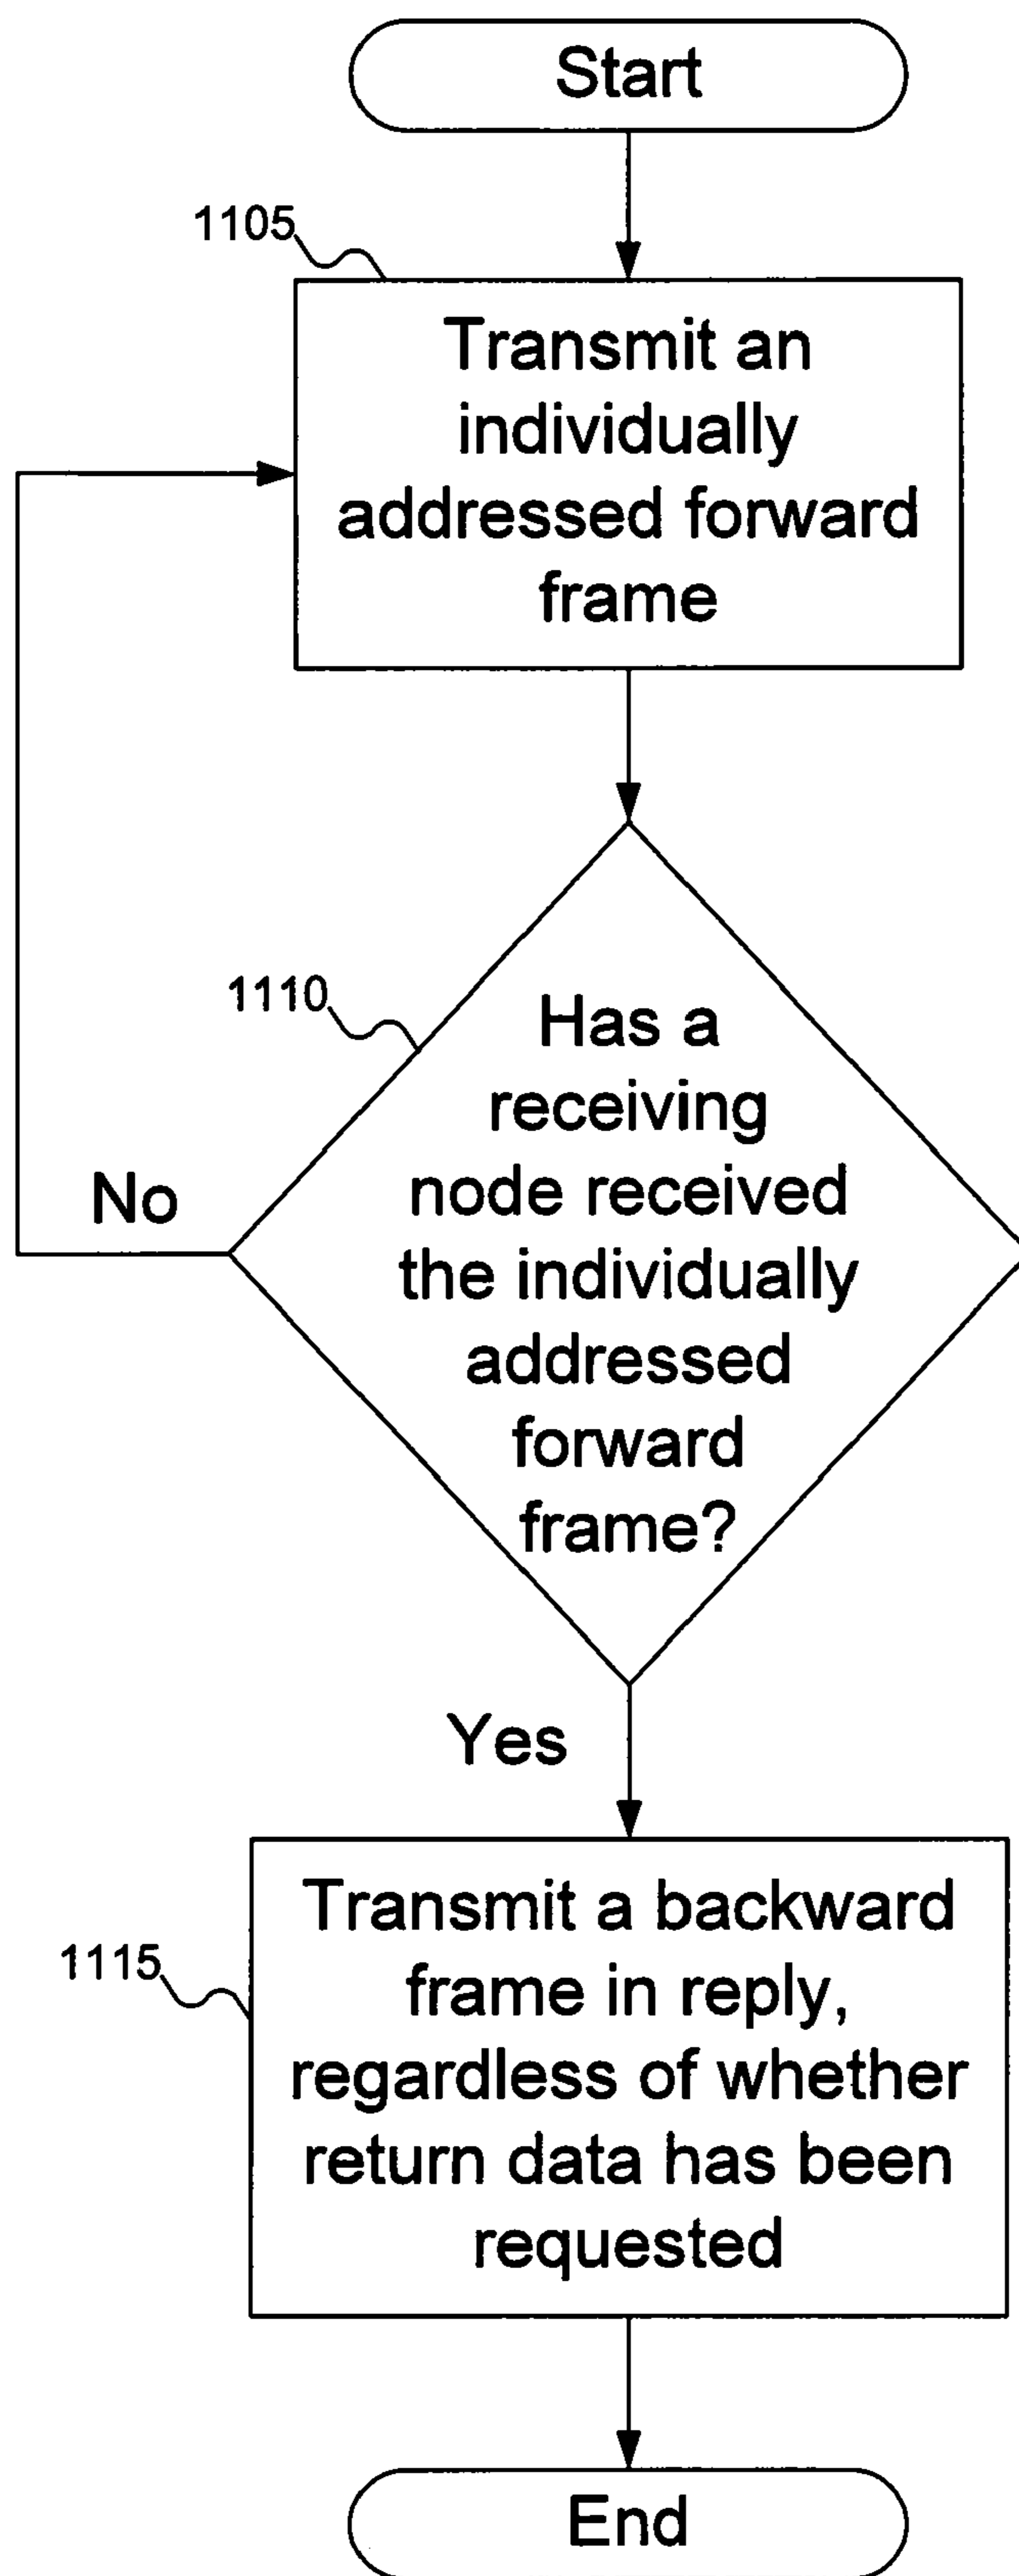 Start
1105
Transmit an
individually
addressed forward
frame
1110
Has a
receiving
node received
the individually
addressed
forward
frame?
No
Yes
1115
Transmit a backward
frame in reply,
regardless of whether
return data has been
requested
End